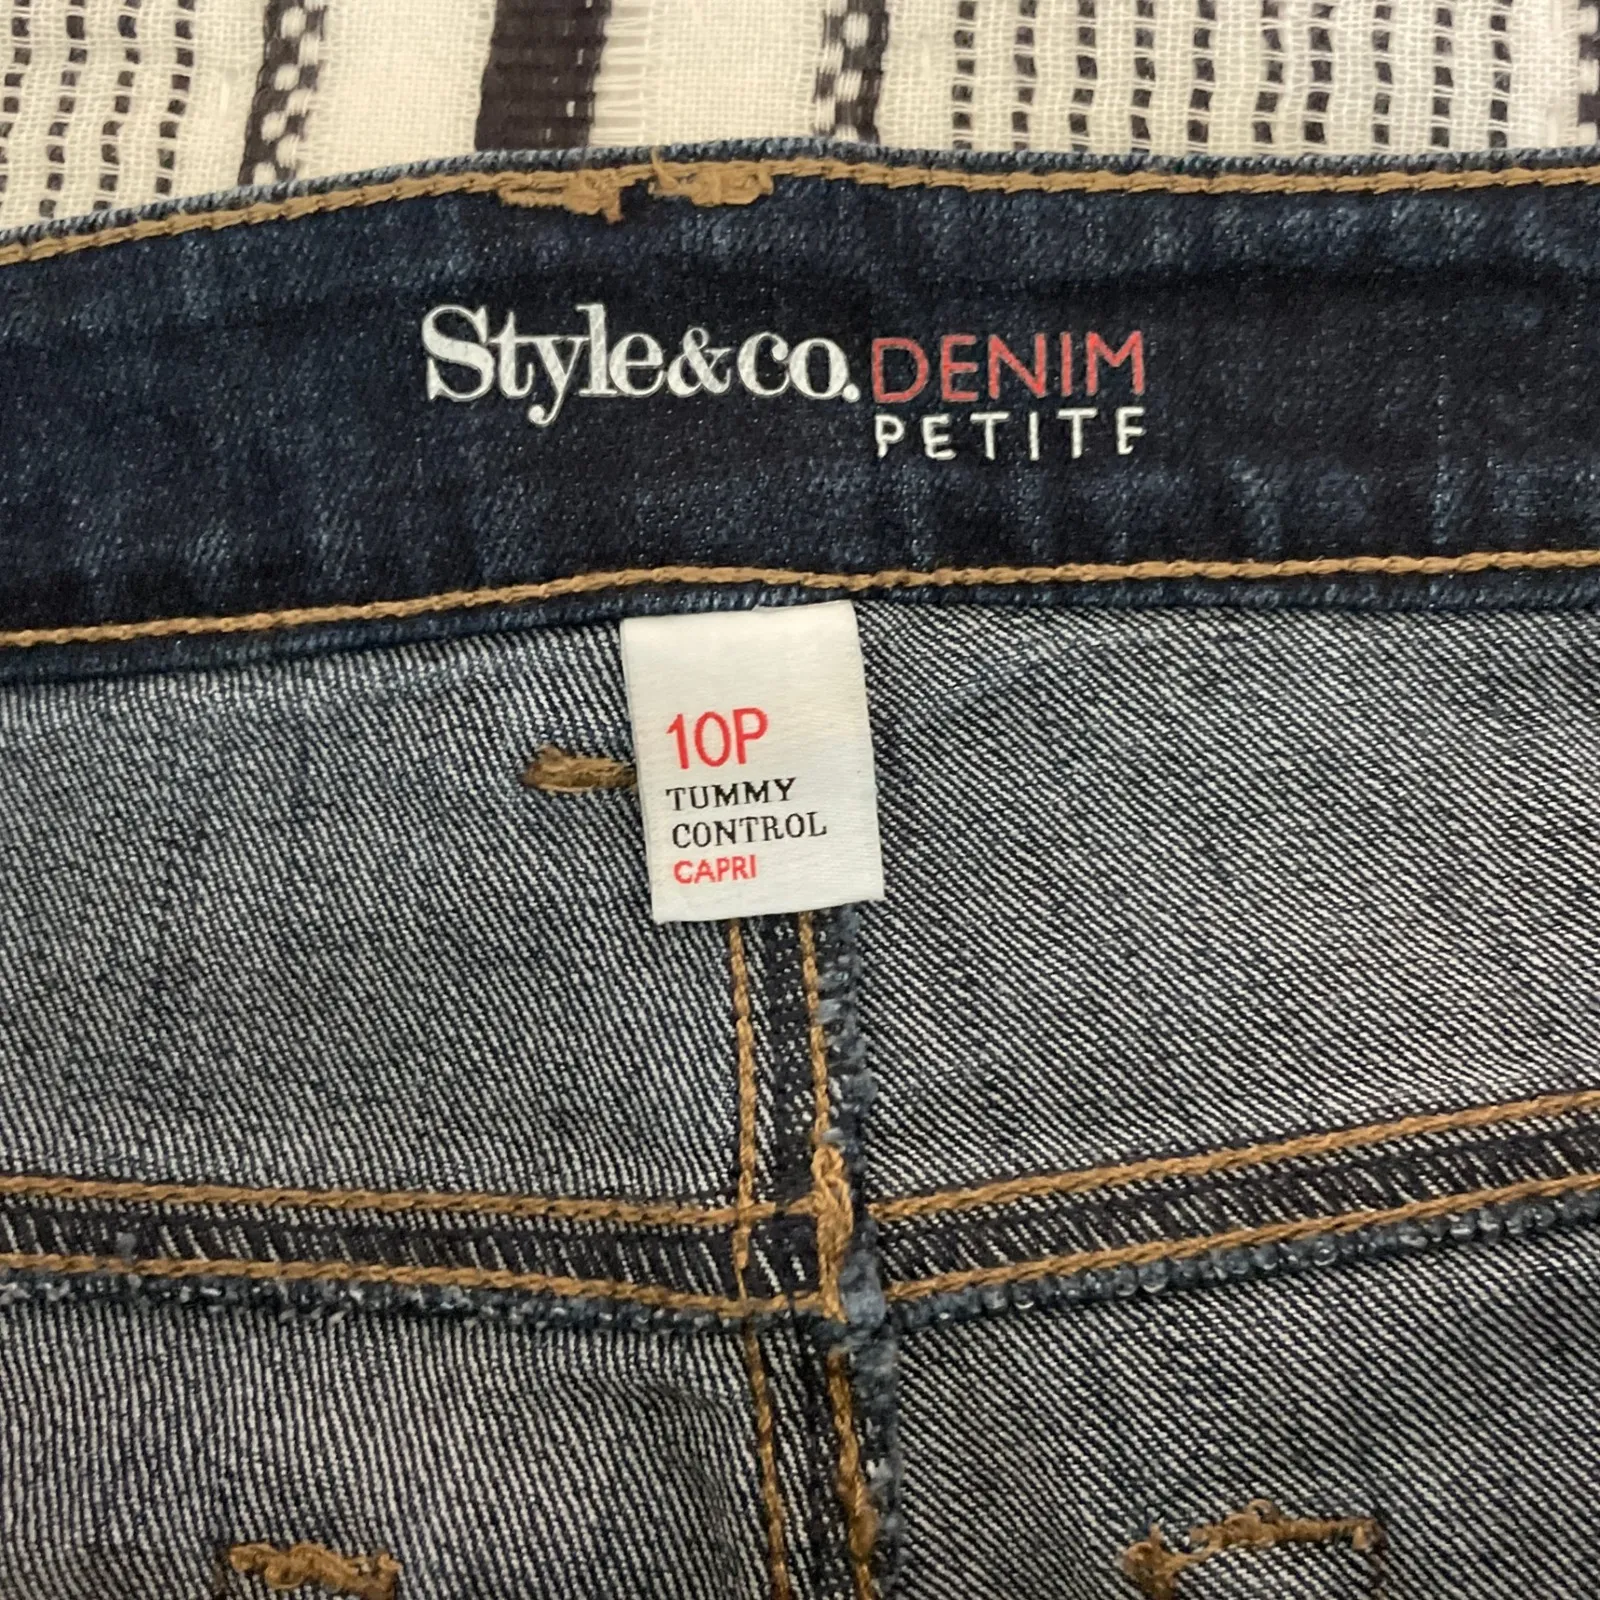 Style&co. DENIM
PETITE
10P
TUMMY
CONTROL
CAPRI